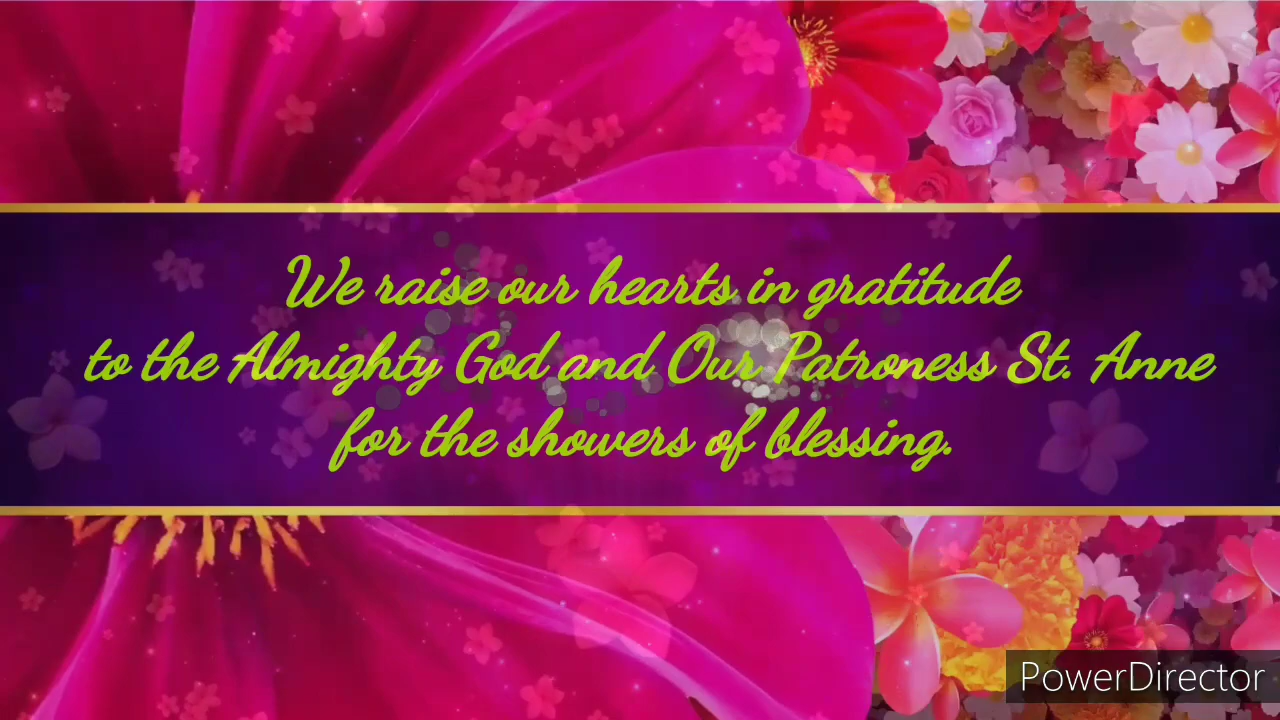 We raise our hearts in gratitude
to the Almighty God and Our Patroness St. Anne
for the showers of blessing.
PowerDirector